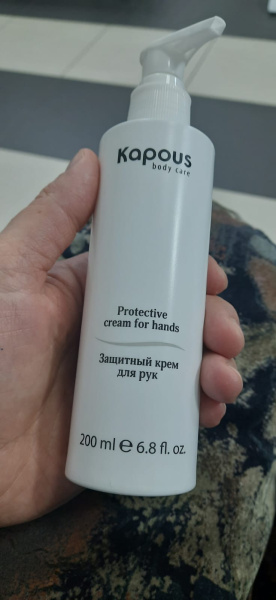 Kapous
body care
Protective
cream for hands
Защитный крем
для рук
200 ml ℮ 6.8 fl. oz.